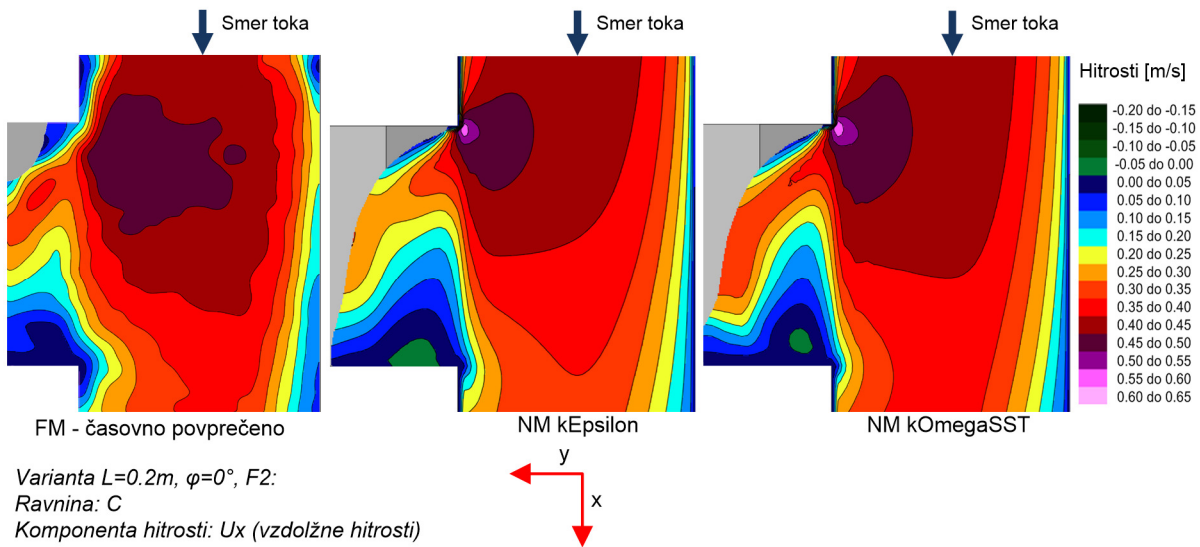 Smer toka
Smer toka
Smer toka
Hitrosti [m/s]
-0.20 do -0.15
-0.15 do -0.10
-0.10 do -0.05
-0.05 do 0.00
0.00 do 0.05
0.05 do 0.10
0.10 do 0.15
0.15 do 0.20
0.20 do 0.25
0.25 do 0.30
0.30 do 0.35
0.35 do 0.40
0.40 do 0.45
0.45 do 0.50
0.50 do 0.55
0.55 do 0.60
0.60 do 0.65
FM - časovno povprečeno
NM kEpsilon
NM kOmegaSST
y
x
Varianta L=0.2m, φ=0°, F2:
Ravnina: C
Komponenta hitrosti: Ux (vzdolžne hitrosti)